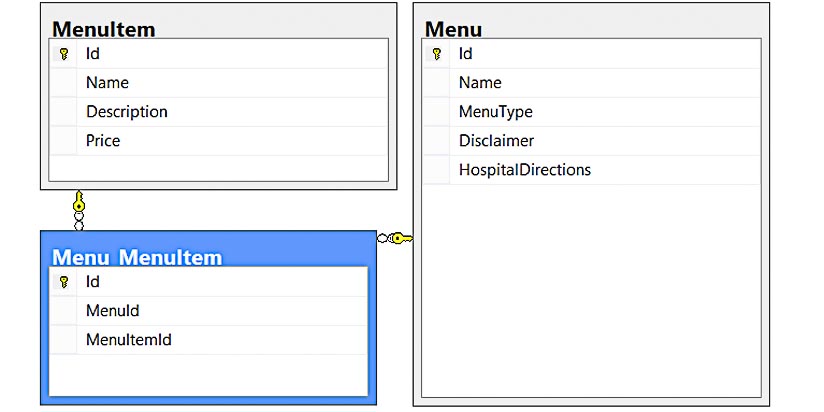 MenuItem
Id
Name
Description
Price
Menu
Id
Name
MenuType
Disclaimer
HospitalDirections
Menu_MenuItem
Id
MenuId
MenuItemId